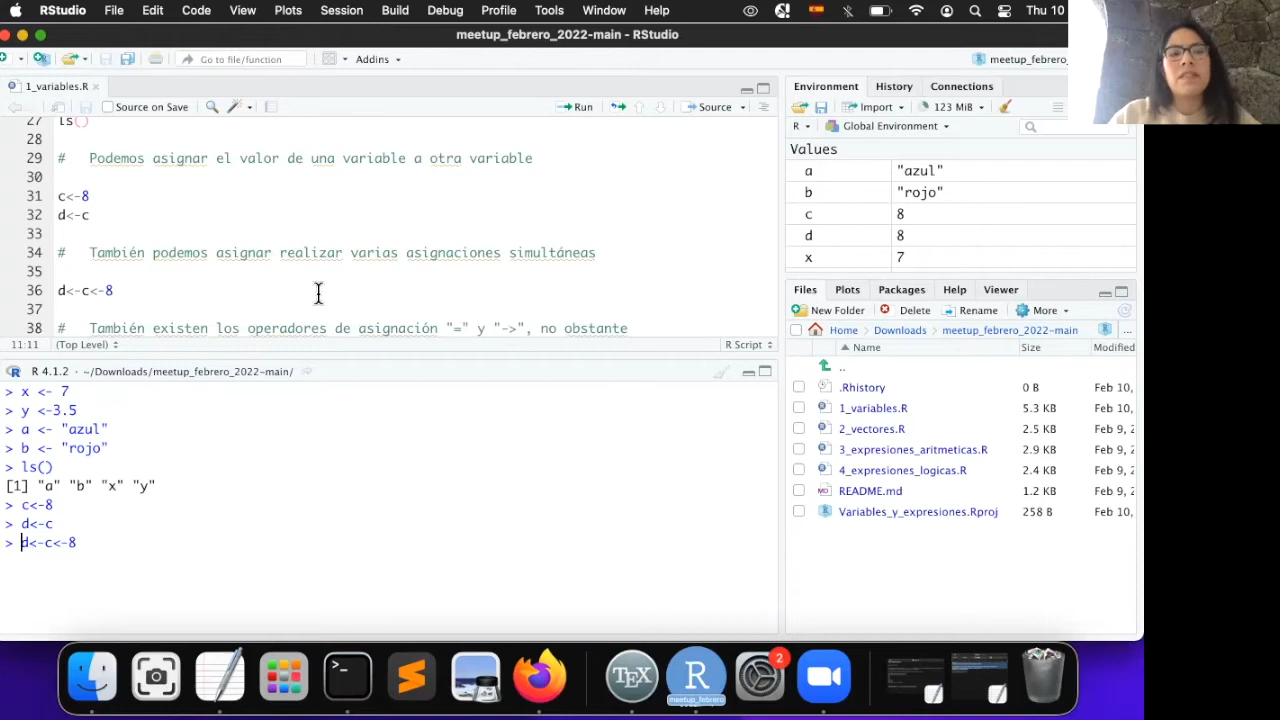 RStudio File Edit Code View Plots Session Build Debug Profile Tools Window Help Thu 10
meetup_febrero_2022-main - RStudio
Go to file/function Addins meetup_febrero_
1_variables.R
Source on Save Run Source
27 ls()
28
29 # Podemos asignar el valor de una variable a otra variable
30
31 c<-8
32 d<-c
33
34 # También podemos asignar realizar varias asignaciones simultáneas
35
36 d<-c<-8
37
38 # También existen los operadores de asignación "=" y "->", no obstante
11:11 (Top Level) R Script
R 4.1.2 · ~/Downloads/meetup_febrero_2022-main/
> x <- 7
> y <-3.5
> a <- "azul"
> b <- "rojo"
> ls()
[1] "a" "b" "x" "y"
> c<-8
> d<-c
> d<-c<-8
Environment History Connections
Import 123 MiB
R Global Environment
Values
a "azul"
b "rojo"
c 8
d 8
x 7
Files Plots Packages Help Viewer
New Folder Delete Rename More
Home Downloads meetup_febrero_2022-main ...
Name Size Modified
..
.Rhistory 0 B Feb 10,
1_variables.R 5.3 KB Feb 10,
2_vectores.R 2.5 KB Feb 9, 2
3_expresiones_aritmeticas.R 2.9 KB Feb 9, 2
4_expresiones_logicas.R 2.4 KB Feb 9, 2
README.md 1.2 KB Feb 9, 2
Variables_y_expresiones.Rproj 258 B Feb 10,
TEX
R
meetup_febrero
2